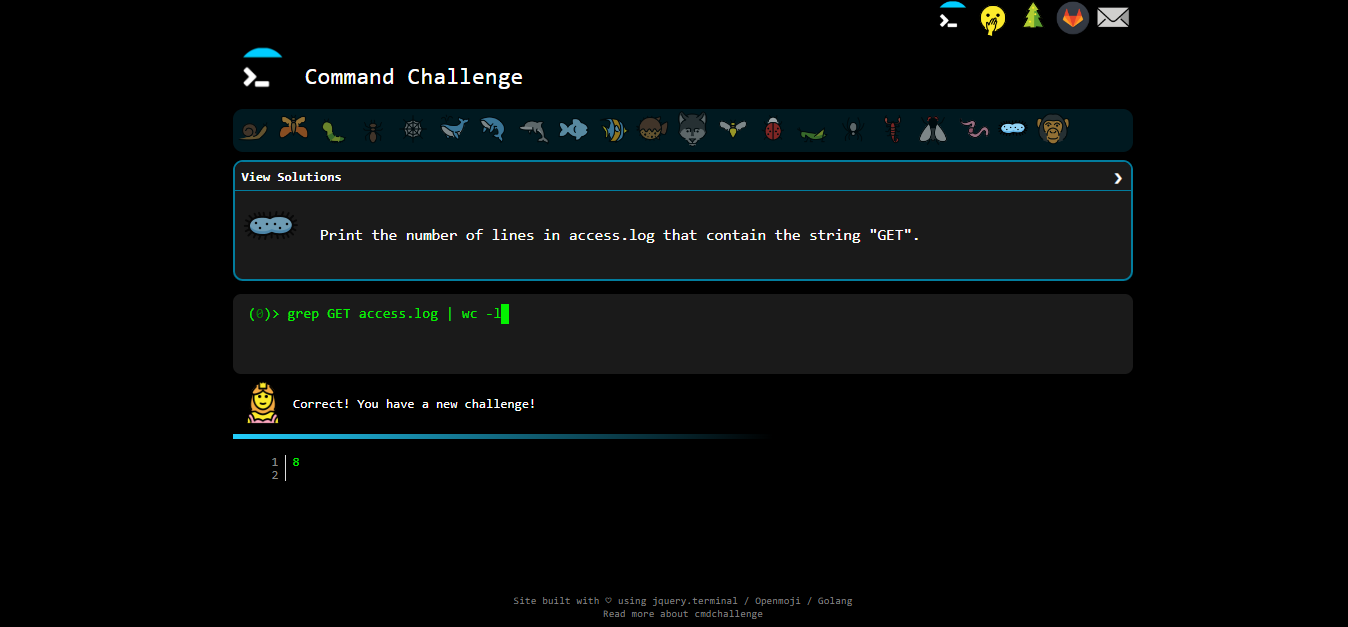 Command Challenge
View Solutions
Print the number of lines in access.log that contain the string "GET".
(0)> grep GET access.log | wc -l
Correct! You have a new challenge!
1 8
2
Site built with ♡ using jquery.terminal / Openmoji / Golang
Read more about cmdchallenge